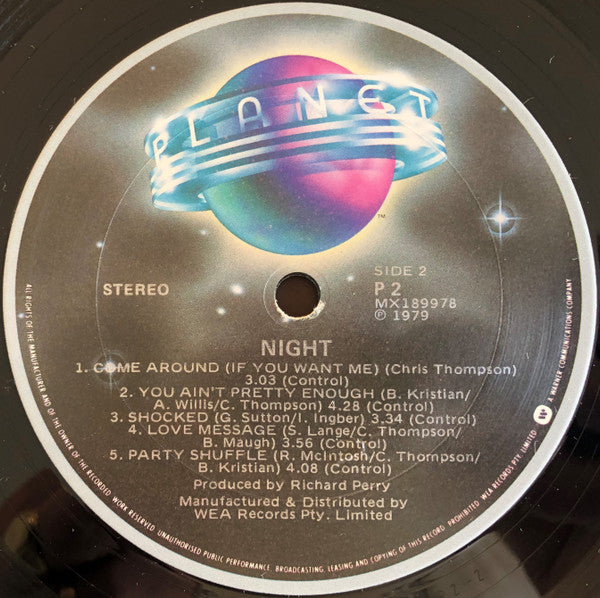 PLANET
TM
SIDE 2
STEREO
P 2
MX189978
℗ 1979
NIGHT
1. COME AROUND (IF YOU WANT ME) (Chris Thompson)
3.03 (Control)
2. YOU AIN'T PRETTY ENOUGH (B. Kristian/
A. Willis/C. Thompson) 4.28 (Control)
3. SHOCKED (G. Sutton/I. Ingber) 3.34 (Control)
4. LOVE MESSAGE (S. Lange/C. Thompson/
B. Maugh) 3.56 (Control)
5. PARTY SHUFFLE (R. McIntosh/C. Thompson/
B. Kristian) 4.08 (Control)
Produced by Richard Perry
Manufactured & Distributed by
WEA Records Pty. Limited
ALL RIGHTS OF THE MANUFACTURER AND OF THE OWNER OF THE RECORDED WORK RESERVED. UNAUTHORISED PUBLIC PERFORMANCE, BROADCASTING, LEASING AND COPYING OF THIS RECORD PROHIBITED. WEA RECORDS PTY. LIMITED
A WARNER COMMUNICATIONS COMPANY.